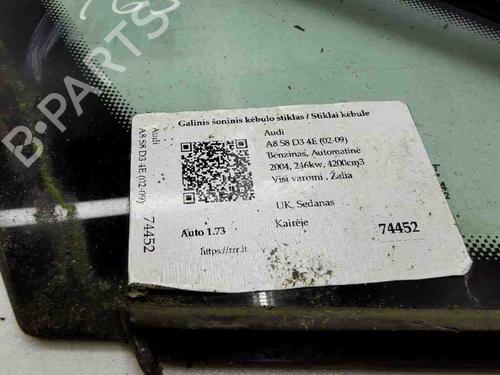 Galinis šoninis kėbulo stiklas / Stiklai kėbule
Audi
A8 S8 D3 4E (02-09)
Benzinas, Automatinė
2004, 246kw, 4200cm3
Visi varomi , Žalia
UK, Sedanas
Kairėje
74452
Auto 1.73
https://rrr.lt
Audi
A8 S8 D3 4E (02-09)
74452
B-PARTS